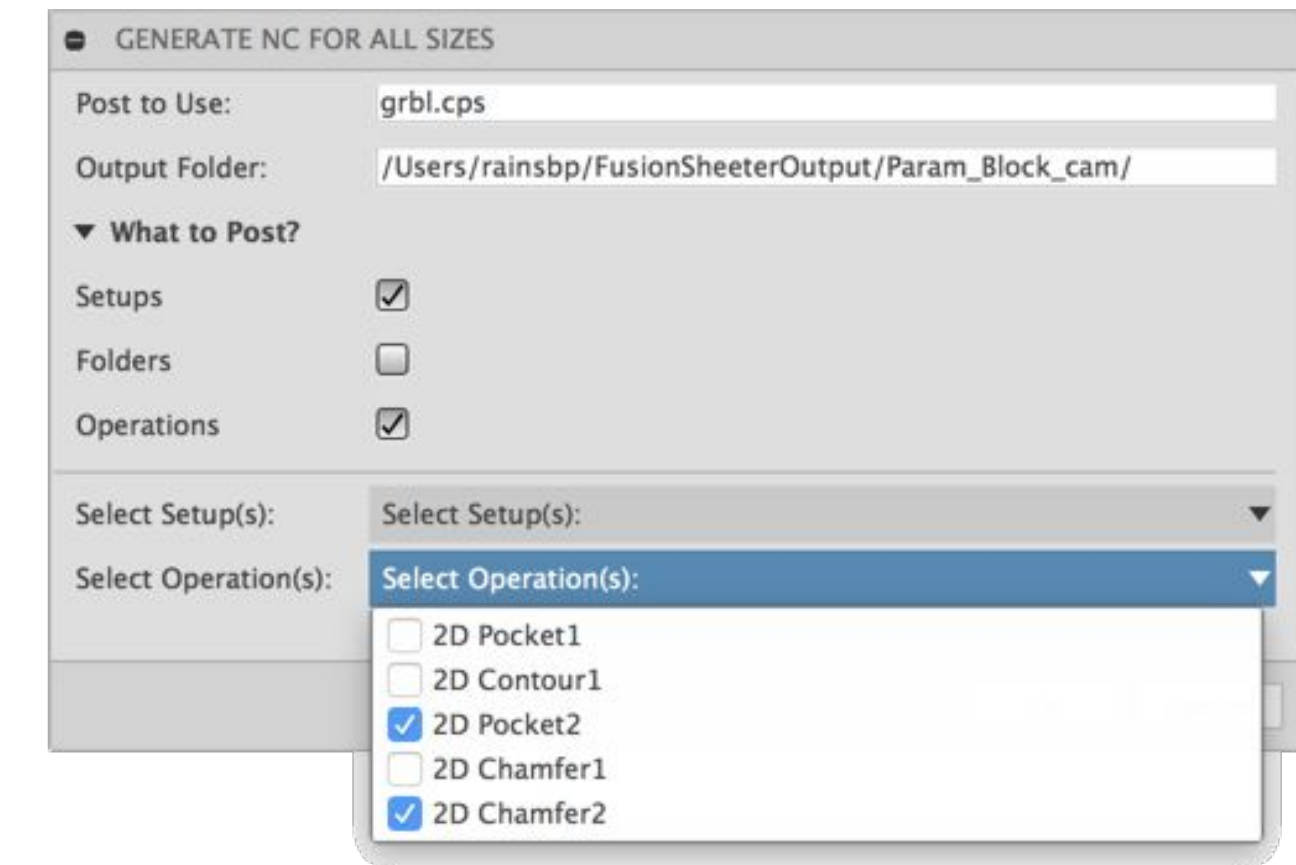 GENERATE NC FOR ALL SIZES
Post to Use: grbl.cps
Output Folder: /Users/rainsbp/FusionSheeterOutput/Param_Block_cam/
What to Post?
Setups
Folders
Operations
Select Setup(s): Select Setup(s):
Select Operation(s): Select Operation(s):
2D Pocket1
2D Contour1
2D Pocket2
2D Chamfer1
2D Chamfer2